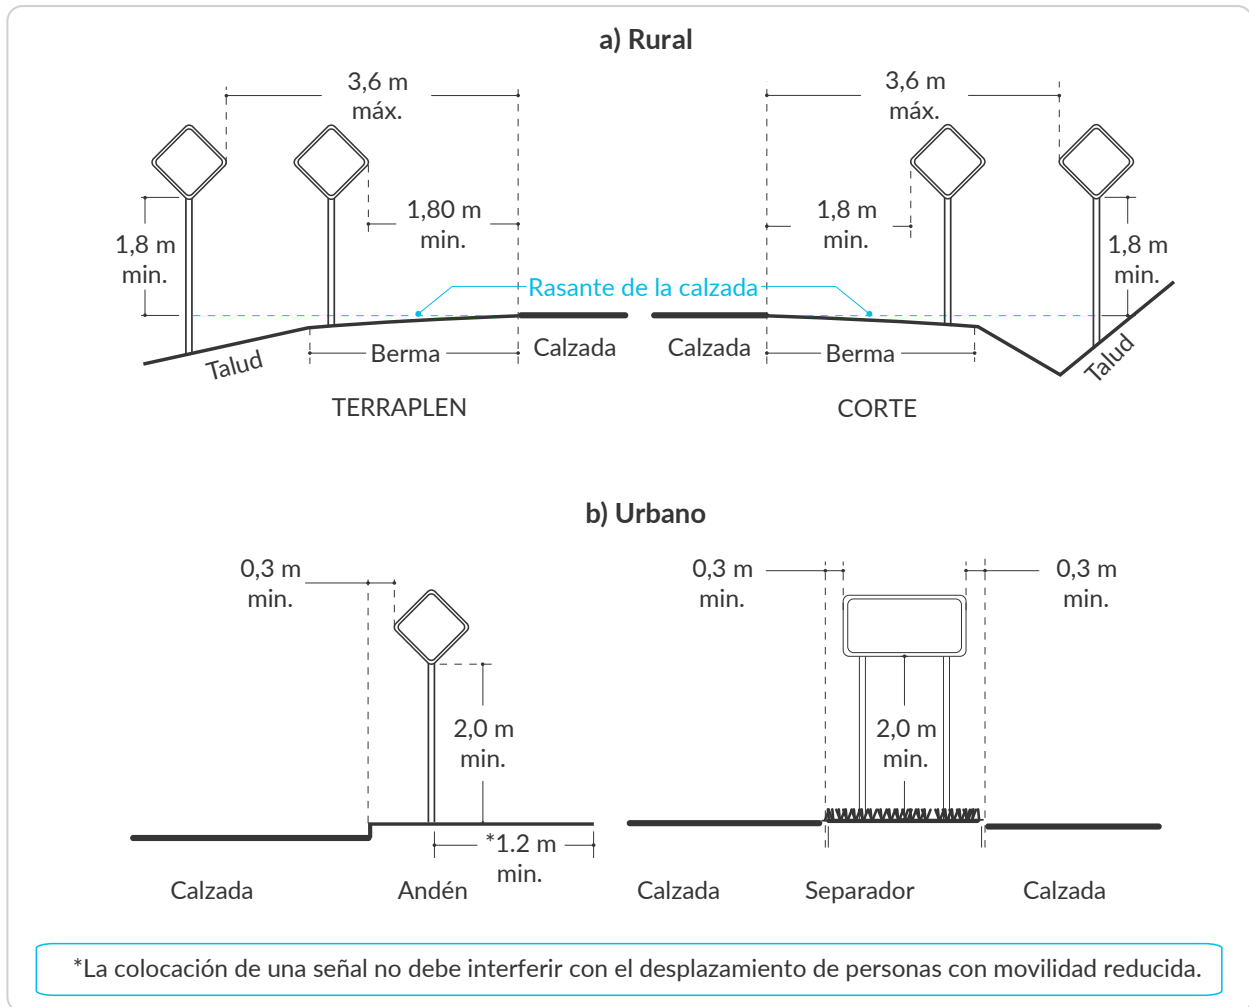 a) Rural
3,6 m
máx.
3,6 m
máx.
1,80 m
min.
1,8 m
min.
1,8 m
min.
1,8 m
min.
Rasante de la calzada
Talud
Berma
Calzada
Calzada
Berma
Talud
TERRAPLEN
CORTE
b) Urbano
0,3 m
min.
0,3 m
min.
0,3 m
min.
2,0 m
min.
2,0 m
min.
*1.2 m
min.
Calzada
Andén
Calzada
Separador
Calzada
*La colocación de una señal no debe interferir con el desplazamiento de personas con movilidad reducida.